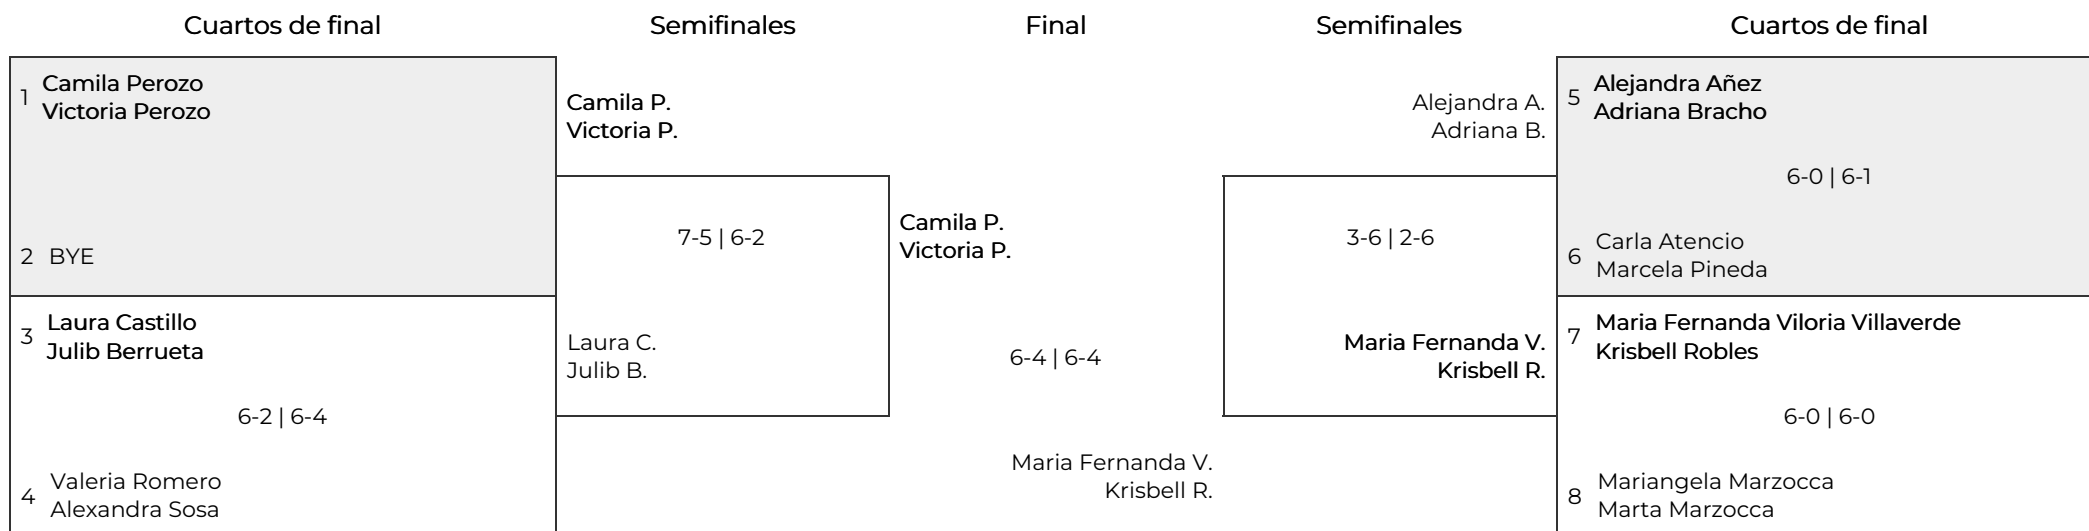 Cuartos de final
Semifinales
Final
Semifinales
Cuartos de final
1
Camila Perozo
Victoria Perozo
2 BYE
3
Laura Castillo
Julib Berrueta
6-2 | 6-4
4
Valeria Romero
Alexandra Sosa
Camila P.
Victoria P.
7-5 | 6-2
Laura C.
Julib B.
Camila P.
Victoria P.
6-4 | 6-4
Maria Fernanda V.
Krisbell R.
Alejandra A.
Adriana B.
3-6 | 2-6
Maria Fernanda V.
Krisbell R.
5
Alejandra Añez
Adriana Bracho
6-0 | 6-1
6
Carla Atencio
Marcela Pineda
7
Maria Fernanda Viloria Villaverde
Krisbell Robles
6-0 | 6-0
8
Mariangela Marzocca
Marta Marzocca